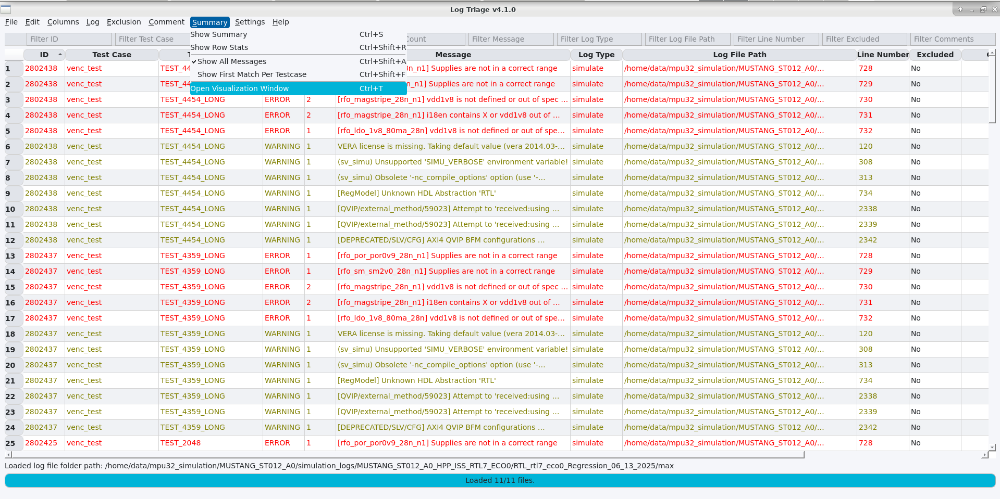 Log Triage v4.1.0
File Edit Columns Log Exclusion Comment Summary Settings Help
Show Summary Ctrl+S
Show Row Stats Ctrl+Shift+R
Show All Messages Ctrl+Shift+A
Show First Match Per Testcase Ctrl+Shift+F
Open Visualization Window Ctrl+T
Filter ID Filter Test Case Count Filter Message Filter Log Type Filter Log File Path Filter Line Number Filter Excluded Filter Comments
ID Test Case Message Log Type Log File Path Line Number Excluded
1 2802438 venc_test TEST_44 3n_n1] Supplies are not in a correct range simulate /home/data/mpu32_simulation/MUSTANG_ST012_A0/... 728 No
2 2802438 venc_test TEST_44 n_n1] Supplies are not in a correct range simulate /home/data/mpu32_simulation/MUSTANG_ST012_A0/... 729 No
3 2802438 venc_test TEST_4454_LONG ERROR 2 [rfo_magstripe_28n_n1] vdd1v8 is not defined or out of spec ... simulate /home/data/mpu32_simulation/MUSTANG_ST012_A0/... 730 No
4 2802438 venc_test TEST_4454_LONG ERROR 2 [rfo_magstripe_28n_n1] i18en contains X or vdd1v8 out of ... simulate /home/data/mpu32_simulation/MUSTANG_ST012_A0/... 731 No
5 2802438 venc_test TEST_4454_LONG ERROR 1 [rfo_ldo_1v8_80ma_28n] vdd1v8 is not defined or out of spe... simulate /home/data/mpu32_simulation/MUSTANG_ST012_A0/... 732 No
6 2802438 venc_test TEST_4454_LONG WARNING 1 VERA license is missing. Taking default value (vera 2014.03-... simulate /home/data/mpu32_simulation/MUSTANG_ST012_A0/... 120 No
7 2802438 venc_test TEST_4454_LONG WARNING 1 (sv_simu) Unsupported 'SIMU_VERBOSE' environment variable! simulate /home/data/mpu32_simulation/MUSTANG_ST012_A0/... 308 No
8 2802438 venc_test TEST_4454_LONG WARNING 1 (sv_simu) Obsolete '-nc_compile_options' option (use '-... simulate /home/data/mpu32_simulation/MUSTANG_ST012_A0/... 313 No
9 2802438 venc_test TEST_4454_LONG WARNING 1 [RegModel] Unknown HDL Abstraction 'RTL' simulate /home/data/mpu32_simulation/MUSTANG_ST012_A0/... 734 No
10 2802438 venc_test TEST_4454_LONG WARNING 1 [QVIP/external_method/59023] Attempt to 'received:using ... simulate /home/data/mpu32_simulation/MUSTANG_ST012_A0/... 2338 No
11 2802438 venc_test TEST_4454_LONG WARNING 1 [QVIP/external_method/59023] Attempt to 'received:using ... simulate /home/data/mpu32_simulation/MUSTANG_ST012_A0/... 2339 No
12 2802438 venc_test TEST_4454_LONG WARNING 1 [DEPRECATED/SLV/CFG] AXI4 QVIP BFM configurations ... simulate /home/data/mpu32_simulation/MUSTANG_ST012_A0/... 2342 No
13 2802437 venc_test TEST_4359_LONG ERROR 1 [rfo_por_por0v9_28n_n1] Supplies are not in a correct range simulate /home/data/mpu32_simulation/MUSTANG_ST012_A0/... 728 No
14 2802437 venc_test TEST_4359_LONG ERROR 1 [rfo_sm_sm2v0_28n_n1] Supplies are not in a correct range simulate /home/data/mpu32_simulation/MUSTANG_ST012_A0/... 729 No
15 2802437 venc_test TEST_4359_LONG ERROR 2 [rfo_magstripe_28n_n1] vdd1v8 is not defined or out of spec ... simulate /home/data/mpu32_simulation/MUSTANG_ST012_A0/... 730 No
16 2802437 venc_test TEST_4359_LONG ERROR 2 [rfo_magstripe_28n_n1] i18en contains X or vdd1v8 out of ... simulate /home/data/mpu32_simulation/MUSTANG_ST012_A0/... 731 No
17 2802437 venc_test TEST_4359_LONG ERROR 1 [rfo_ldo_1v8_80ma_28n] vdd1v8 is not defined or out of spe... simulate /home/data/mpu32_simulation/MUSTANG_ST012_A0/... 732 No
18 2802437 venc_test TEST_4359_LONG WARNING 1 VERA license is missing. Taking default value (vera 2014.03-... simulate /home/data/mpu32_simulation/MUSTANG_ST012_A0/... 120 No
19 2802437 venc_test TEST_4359_LONG WARNING 1 (sv_simu) Unsupported 'SIMU_VERBOSE' environment variable! simulate /home/data/mpu32_simulation/MUSTANG_ST012_A0/... 308 No
20 2802437 venc_test TEST_4359_LONG WARNING 1 (sv_simu) Obsolete '-nc_compile_options' option (use '-... simulate /home/data/mpu32_simulation/MUSTANG_ST012_A0/... 313 No
21 2802437 venc_test TEST_4359_LONG WARNING 1 [RegModel] Unknown HDL Abstraction 'RTL' simulate /home/data/mpu32_simulation/MUSTANG_ST012_A0/... 734 No
22 2802437 venc_test TEST_4359_LONG WARNING 1 [QVIP/external_method/59023] Attempt to 'received:using ... simulate /home/data/mpu32_simulation/MUSTANG_ST012_A0/... 2338 No
23 2802437 venc_test TEST_4359_LONG WARNING 1 [QVIP/external_method/59023] Attempt to 'received:using ... simulate /home/data/mpu32_simulation/MUSTANG_ST012_A0/... 2339 No
24 2802437 venc_test TEST_4359_LONG WARNING 1 [DEPRECATED/SLV/CFG] AXI4 QVIP BFM configurations ... simulate /home/data/mpu32_simulation/MUSTANG_ST012_A0/... 2342 No
25 2802425 venc_test TEST_2048 ERROR 1 [rfo_por_por0v9_28n_n1] Supplies are not in a correct range simulate /home/data/mpu32_simulation/MUSTANG_ST012_A0/... 728 No
Loaded log file folder path: /home/data/mpu32_simulation/MUSTANG_ST012_A0/simulation_logs/MUSTANG_ST012_A0_HPP_ISS_RTL7_ECO0/RTL_rtl7_eco0_Regression_06_13_2025/max
Loaded 11/11 files.